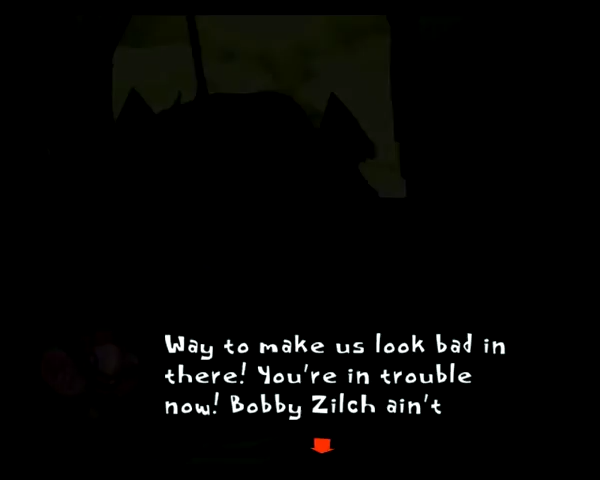 Way to make us look bad in
there! You're in trouble
now! Bobby Zilch ain't